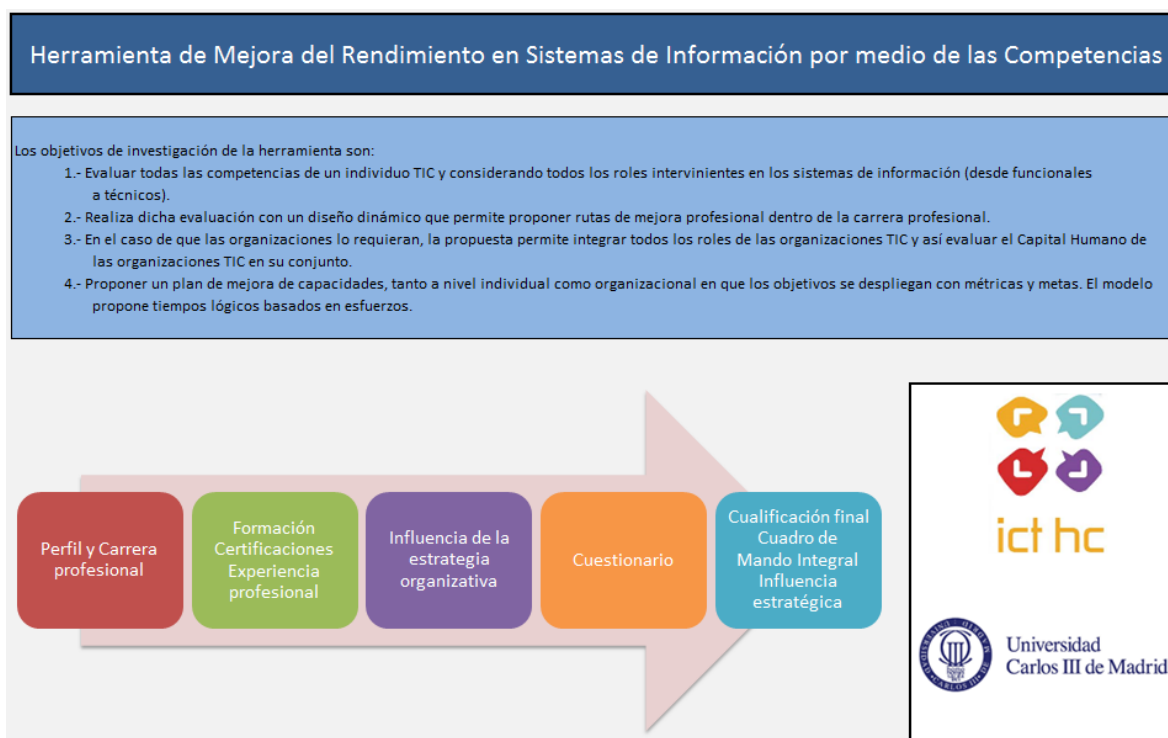 Herramienta de Mejora del Rendimiento en Sistemas de Información por medio de las Competencias
Los objetivos de investigación de la herramienta son:
1.- Evaluar todas las competencias de un individuo TIC y considerando todos los roles intervinientes en los sistemas de información (desde funcionales
a técnicos).
2.- Realiza dicha evaluación con un diseño dinámico que permite proponer rutas de mejora profesional dentro de la carrera profesional.
3.- En el caso de que las organizaciones lo requieran, la propuesta permite integrar todos los roles de las organizaciones TIC y así evaluar el Capital Humano de
las organizaciones TIC en su conjunto.
4.- Proponer un plan de mejora de capacidades, tanto a nivel individual como organizacional en que los objetivos se despliegan con métricas y metas. El modelo
propone tiempos lógicos basados en esfuerzos.
Perfil y Carrera
profesional
Formación
Certificaciones
Experiencia
profesional
Influencia de la
estrategia
organizativa
Cuestionario
Cualificación final
Cuadro de
Mando Integral
Influencia
estratégica
ict hc
Universidad
Carlos III de Madrid